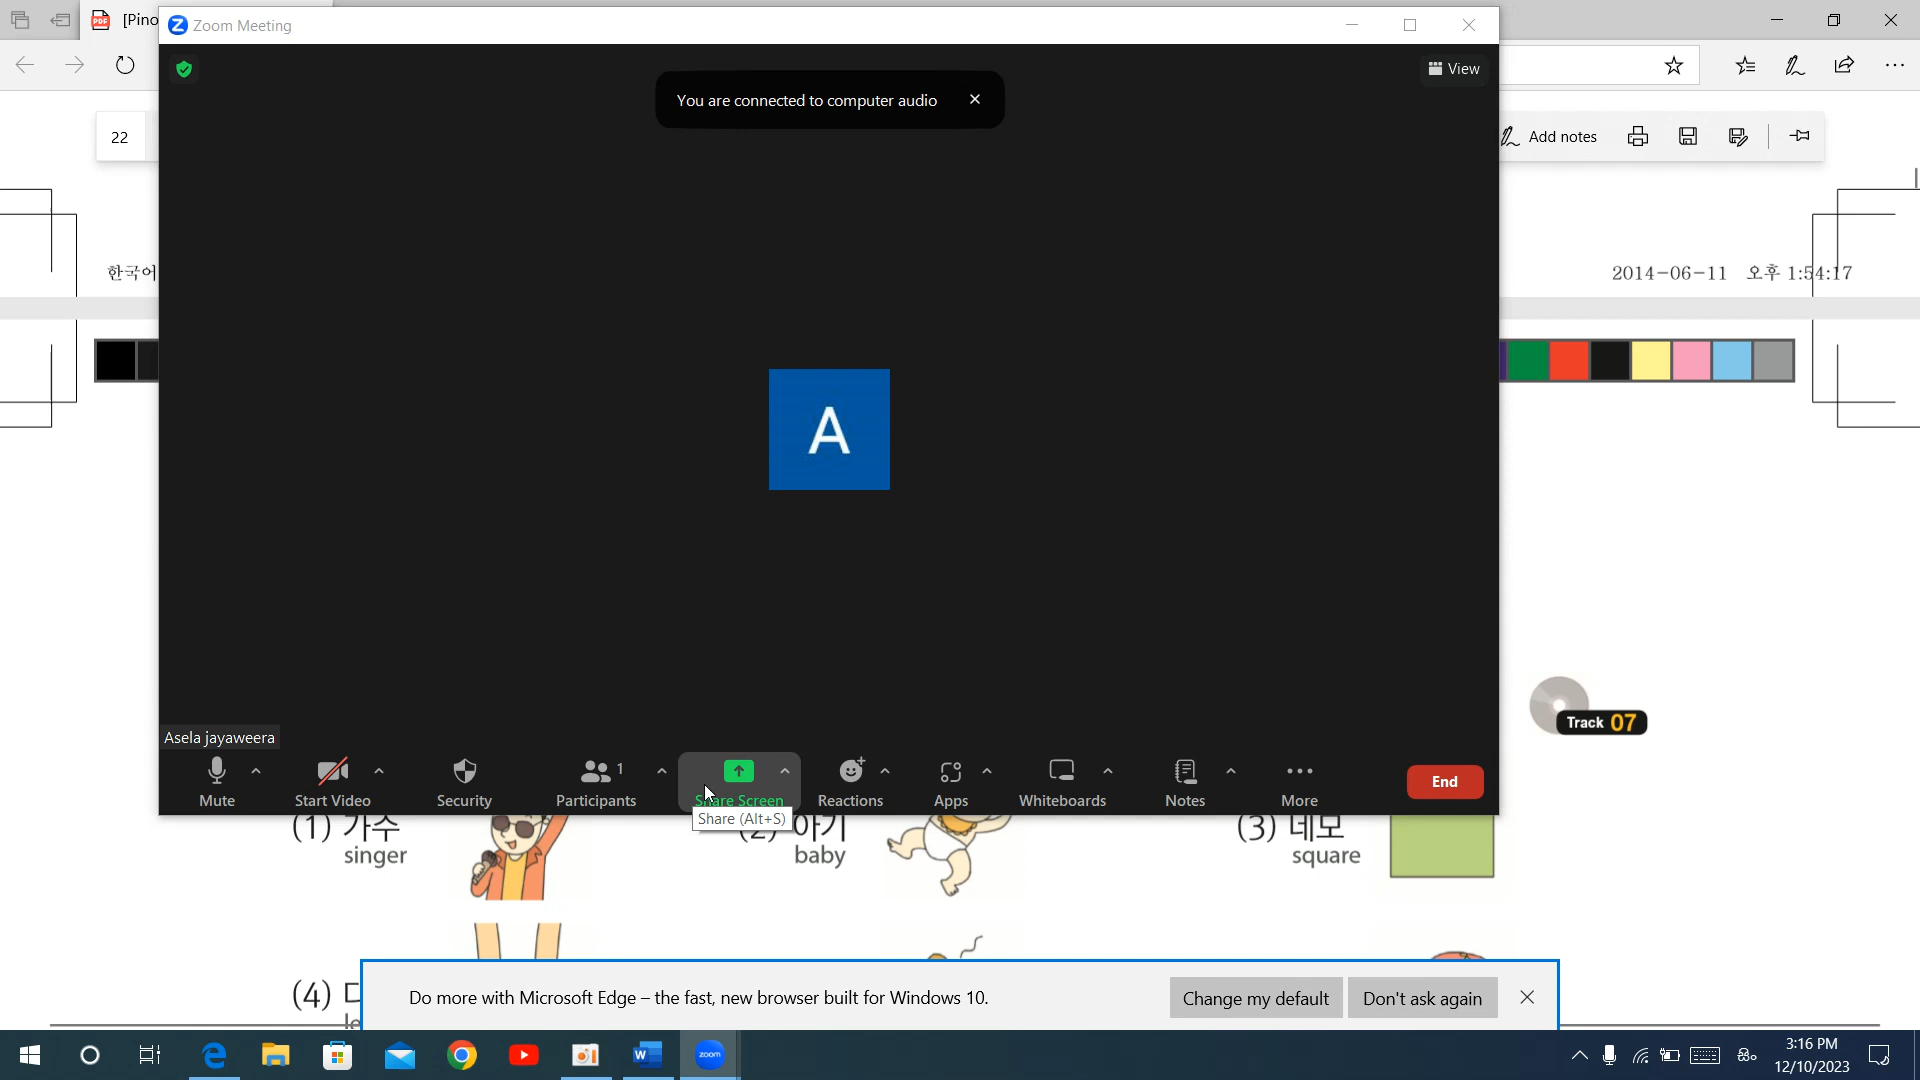 [Pino
Zoom Meeting
View
You are connected to computer audio
22
Add notes
한국어
2014-06-11 오후 1:54:17
A
Track 07
Asela jayaweera
1
Mute
Start Video
Security
Participants
Share Screen
Reactions
Apps
Whiteboards
Notes
More
End
Share (Alt+S)
(1) 가수
singer
(2) 아기
baby
(3) 네모
square
(4)
Do more with Microsoft Edge – the fast, new browser built for Windows 10.
Change my default
Don't ask again
zoom
3:16 PM
12/10/2023